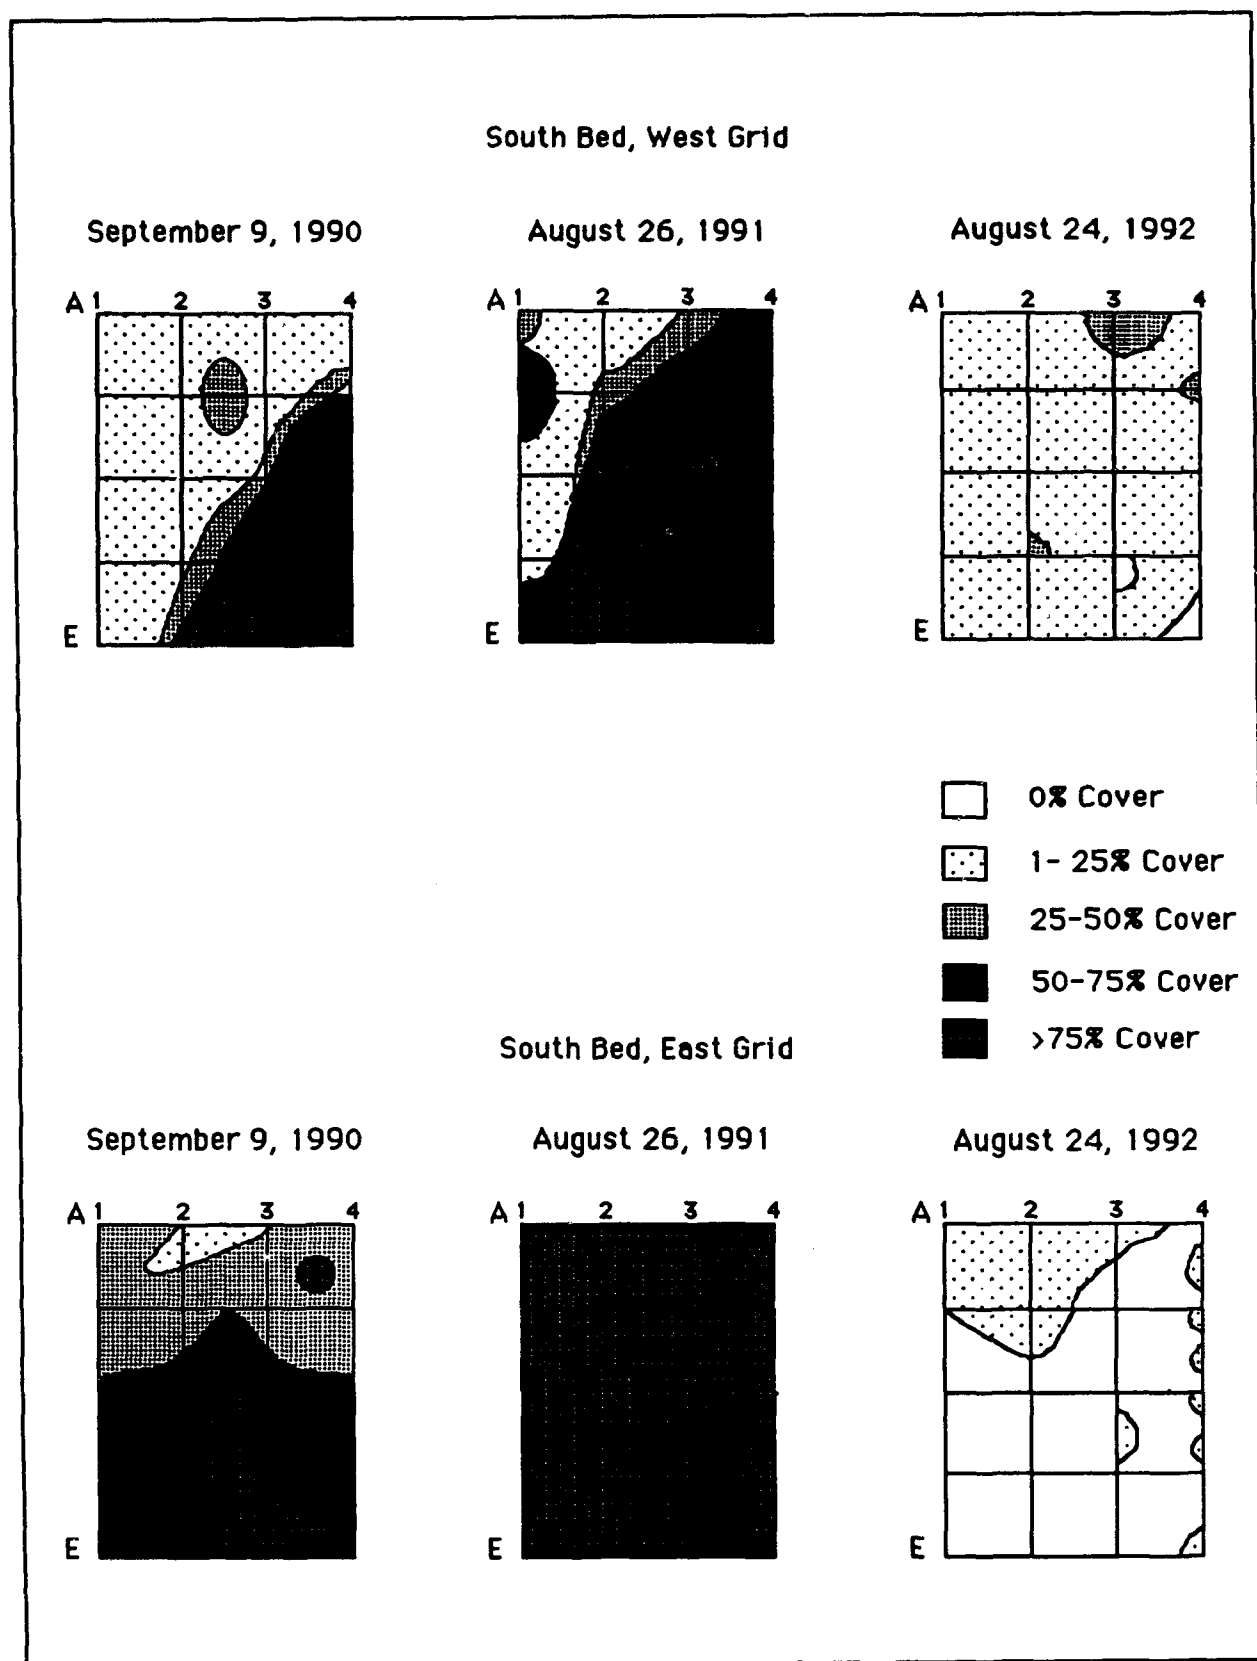 South Bed, West Grid
September 9, 1990 August 26, 1991 August 24, 1992
A 1 2 3 4 A 1 2 3 4 A 1 2 3 4
E E E
0% Cover
1- 25% Cover
25-50% Cover
50-75% Cover
>75% Cover
South Bed, East Grid
September 9, 1990 August 26, 1991 August 24, 1992
A 1 2 3 4 A 1 2 3 4 A 1 2 3 4
E E E